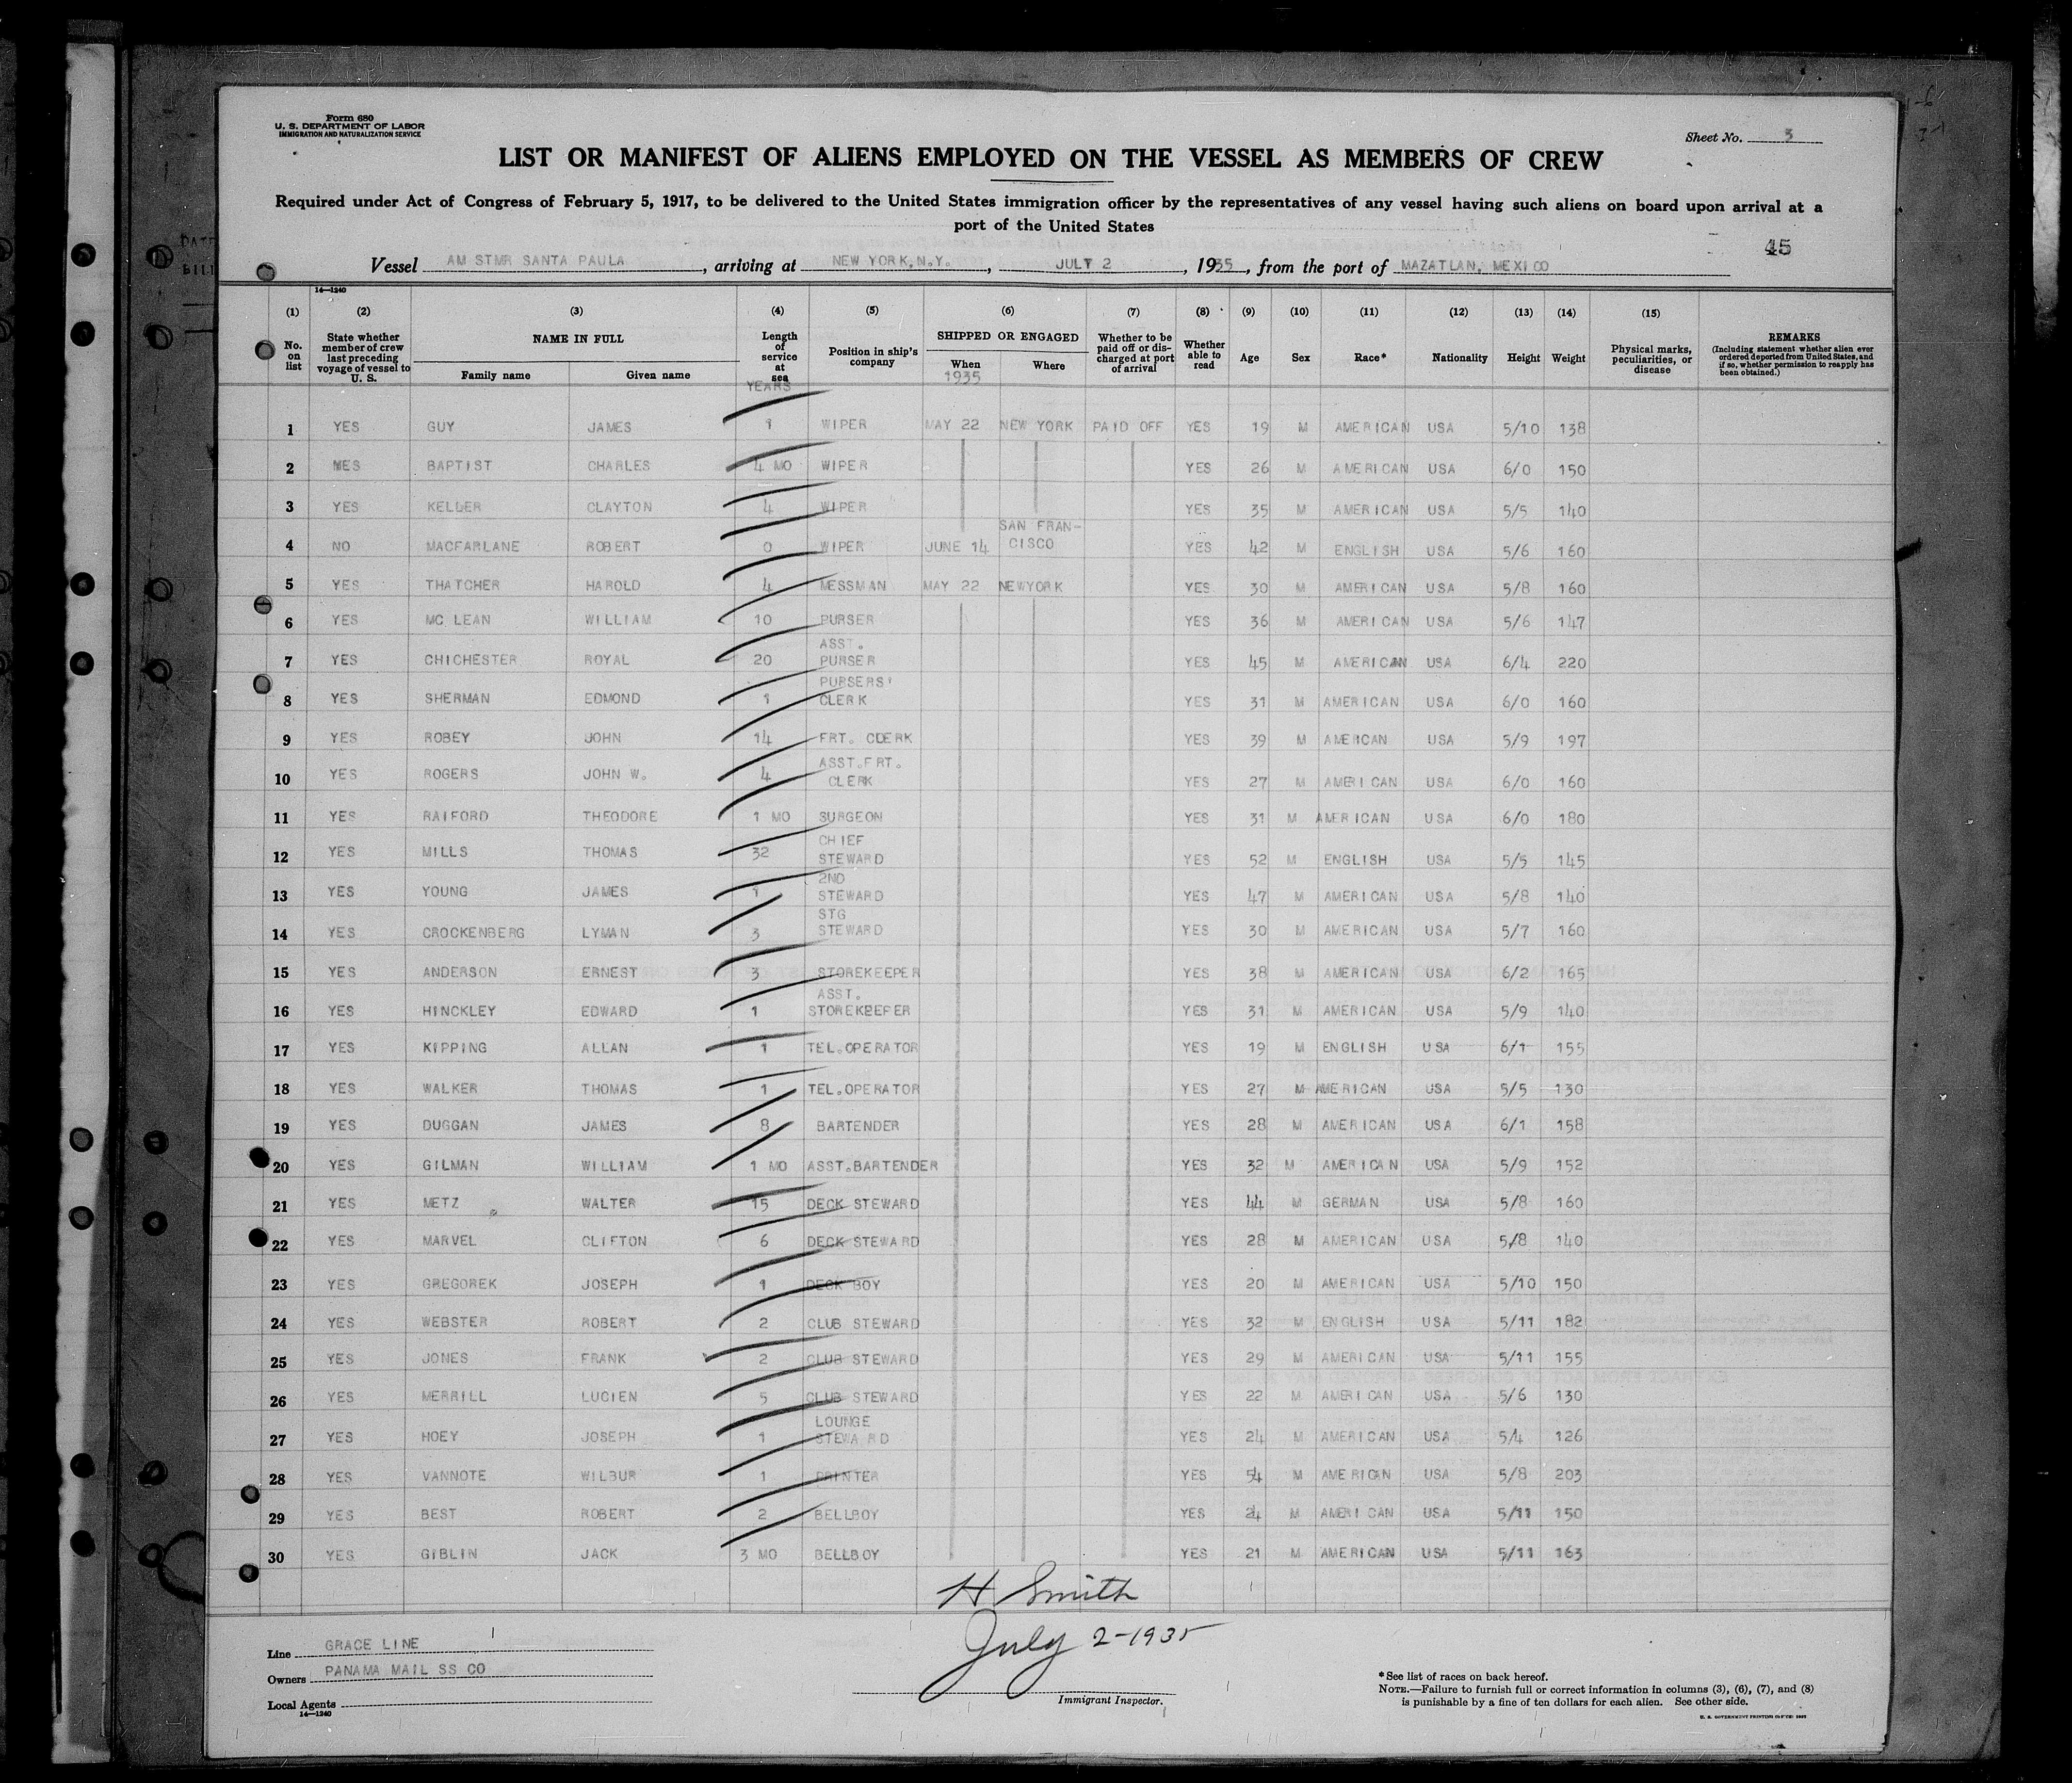 Form 680
U. S. DEPARTMENT OF LABOR
IMMIGRATION AND NATURALIZATION SERVICE
Sheet No. 3
LIST OR MANIFEST OF ALIENS EMPLOYED ON THE VESSEL AS MEMBERS OF CREW
Required under Act of Congress of February 5, 1917, to be delivered to the United States immigration officer by the representatives of any vessel having such aliens on board upon arrival at a
port of the United States
45
Vessel AM STMR SANTA PAULA, arriving at NEW YORK, N.Y., JULY 2, 1935, from the port of MAZATLAN, MEXICO
14—1240
(1) (2) (3) (4) (5) (6) (7) (8) (9) (10) (11) (12) (13) (14) (15)
No. on list
State whether member of crew last preceding voyage of vessel to U. S.
NAME IN FULL
Family name Given name
Length of service at sea
YEARS
Position in ship's company
SHIPPED OR ENGAGED
When Where
1935
Whether to be paid off or discharged at port of arrival
Whether able to read
Age Sex Race* Nationality Height Weight
Physical marks, peculiarities, or disease
REMARKS
(Including statement whether alien ever ordered deported from United States, and if so, whether permission to reapply has been obtained.)
1 YES GUY JAMES 1 WIPER MAY 22 NEW YORK PAID OFF YES 19 M AMERICAN USA 5/10 138
2 MES BAPTIST CHARLES 4 MO WIPER YES 26 M AMERICAN USA 6/0 150
3 YES KELLER CLAYTON 4 WIPER YES 35 M AMERICAN USA 5/5 140
4 NO MACFARLANE ROBERT 0 WIPER JUNE 14 SAN FRAN-CISCO YES 42 M ENGLISH USA 5/6 160
5 YES THATCHER HAROLD 4 MESSMAN MAY 22 NEWYORK YES 30 M AMERICAN USA 5/8 160
6 YES MC LEAN WILLIAM 10 PURSER YES 36 M AMERICAN USA 5/6 147
7 YES CHICHESTER ROYAL 20 ASST. PURSER YES 45 M AMERICAN USA 6/4 220
8 YES SHERMAN EDMOND 1 PURSERS' CLERK YES 31 M AMERICAN USA 6/0 160
9 YES ROBEY JOHN 14 FRT. CLERK YES 39 M AMERCAN USA 5/9 197
10 YES ROGERS JOHN W. 4 ASST.FRT. CLERK YES 27 M AMERICAN USA 6/0 160
11 YES RAIFORD THEODORE 1 MO SURGEON YES 31 M AMERICAN USA 6/0 180
12 YES MILLS THOMAS 32 CHIEF STEWARD YES 52 M ENGLISH USA 5/5 145
13 YES YOUNG JAMES 1 2ND STEWARD YES 47 M AMERICAN USA 5/8 140
14 YES CROCKENBERG LYMAN 3 STG STEWARD YES 30 M AMERICAN USA 5/7 160
15 YES ANDERSON ERNEST 3 STOREKEEPER YES 38 M AMERICAN USA 6/2 165
16 YES HINCKLEY EDWARD 1 ASST. STOREKEEPER YES 31 M AMERICAN USA 5/9 140
17 YES KIPPING ALLAN 1 TEL.OPERATOR YES 19 M ENGLISH USA 6/1 155
18 YES WALKER THOMAS 1 TEL.OPERATOR YES 27 M AMERICAN USA 5/5 130
19 YES DUGGAN JAMES 8 BARTENDER YES 28 M AMERICAN USA 6/1 158
20 YES GILMAN WILLIAM 1 MO ASST.BARTENDER YES 32 M AMERICAN USA 5/9 152
21 YES METZ WALTER 15 DECK STEWARD YES 44 M GERMAN USA 5/8 160
22 YES MARVEL CLIFTON 6 DECK STEWARD YES 28 M AMERICAN USA 5/8 140
23 YES GREGOREK JOSEPH 1 DECK BOY YES 20 M AMERICAN USA 5/10 150
24 YES WEBSTER ROBERT 2 CLUB STEWARD YES 32 M ENGLISH USA 5/11 182
25 YES JONES FRANK 2 CLUB STEWARD YES 29 M AMERICAN USA 5/11 155
26 YES MERRILL LUCIEN 5 CLUB STEWARD YES 22 M AMERICAN USA 5/6 130
27 YES HOEY JOSEPH 1 LOUNGE STEWARD YES 24 M AMERICAN USA 5/4 126
28 YES VANNOTE WILBUR 1 PRINTER YES 54 M AMERICAN USA 5/8 203
29 YES BEST ROBERT 2 BELLBOY YES 24 M AMERICAN USA 5/11 150
30 YES GIBLIN JACK 3 MO BELLBOY YES 21 M AMERICAN USA 5/11 163
H Smith
July 2-1935
Immigrant Inspector.
Line GRACE LINE
Owners PANAMA MAIL SS CO
Local Agents
14—1240
*See list of races on back hereof.
NOTE.—Failure to furnish full or correct information in columns (3), (6), (7), and (8)
is punishable by a fine of ten dollars for each alien. See other side.